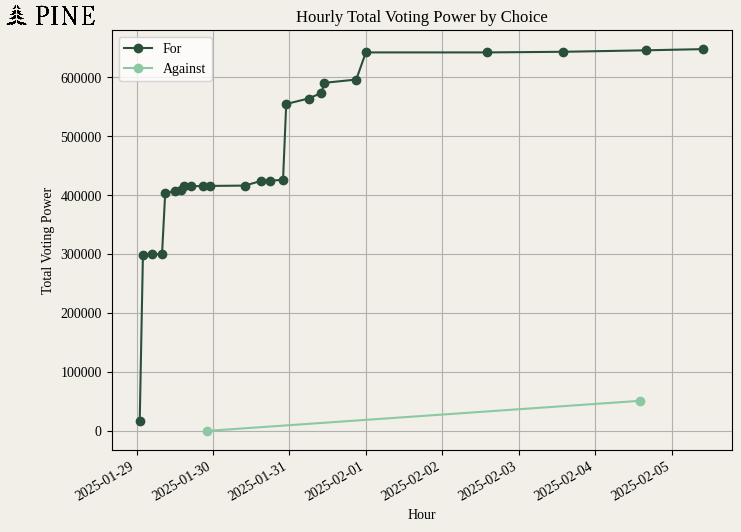 PINE
Hourly Total Voting Power by Choice
For
Against
600000
500000
400000
300000
200000
100000
0
Total Voting Power
2025-01-29
2025-01-30
2025-01-31
2025-02-01
2025-02-02
2025-02-03
2025-02-04
2025-02-05
Hour